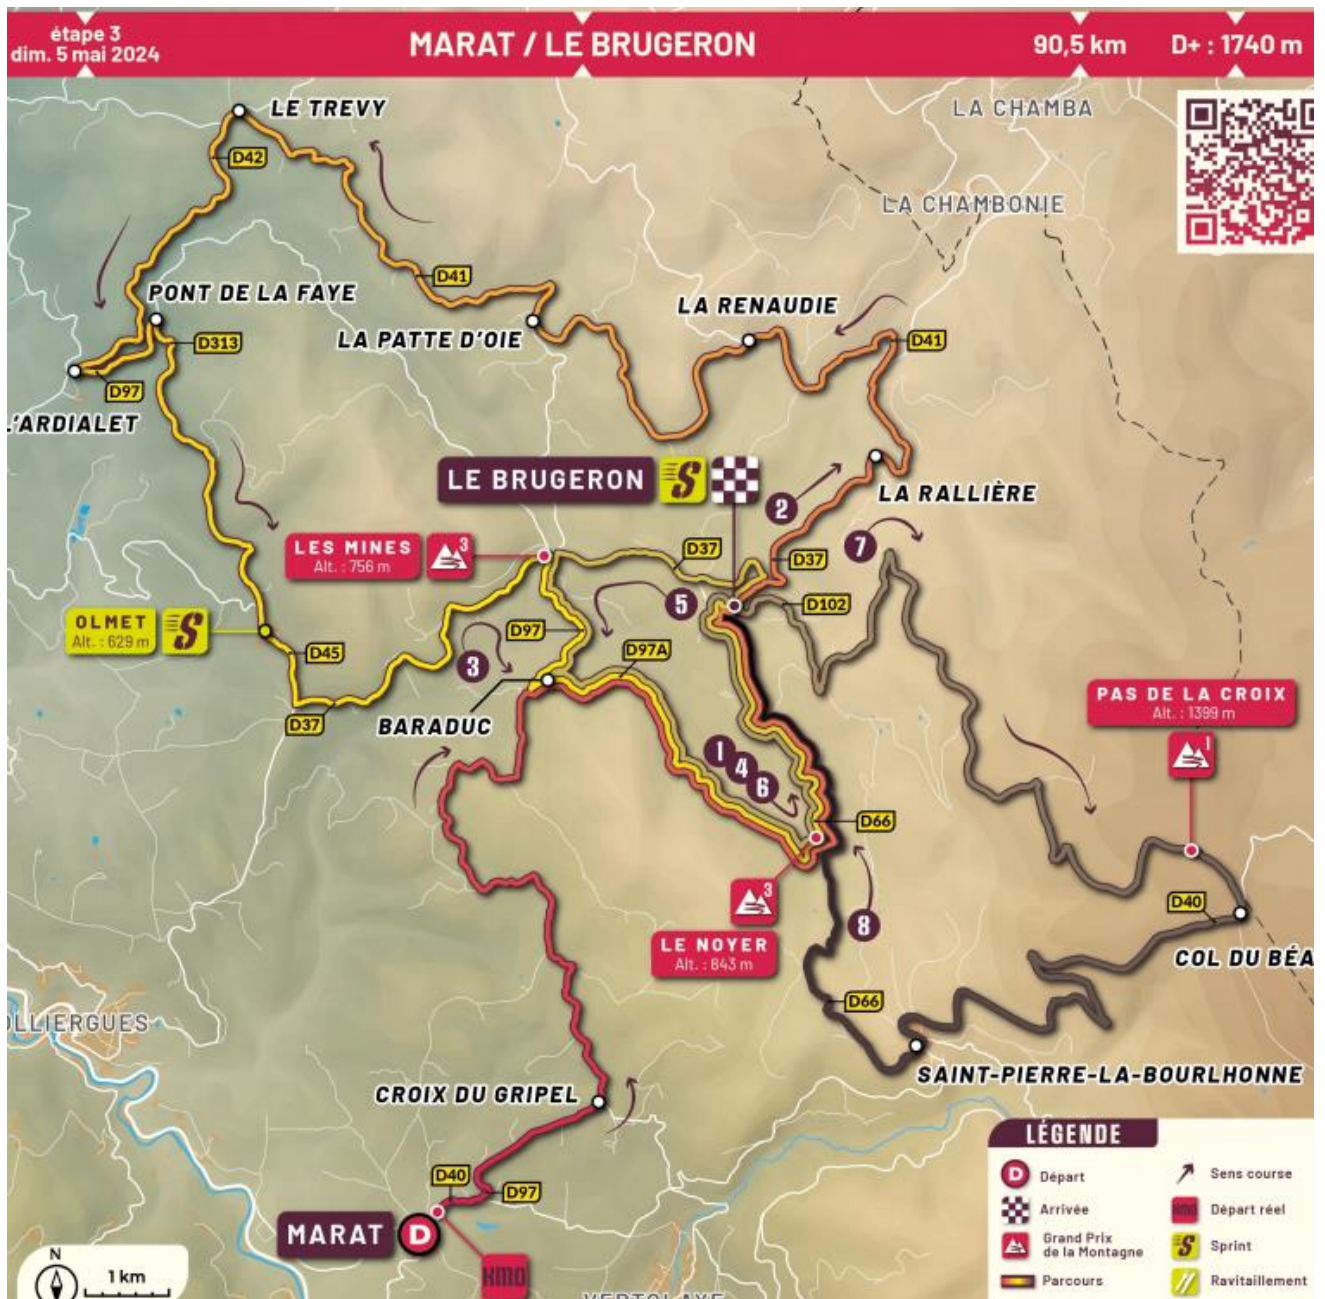 étape 3
dim. 5 mai 2024
MARAT / LE BRUGERON
90,5 km
D+ : 1740 m
LE TREVY
LA CHAMBA
D42
LA CHAMBONIE
D41
PONT DE LA FAYE
LA RENAUDIE
LA PATTE D'OIE
D313
D41
D97
L'ARDIALET
LE BRUGERON
S
2
LA RALLIÈRE
LES MINES
Alt. : 756 m
3
D37
D37
7
5
D102
OLMET
Alt. : 629 m
S
D45
D97
D97A
3
D37
BARADUC
PAS DE LA CROIX
Alt. : 1399 m
1
1
4
6
D66
3
LE NOYER
Alt. : 843 m
8
D40
COL DU BÉA
D66
OLLIERGUES
SAINT-PIERRE-LA-BOURLHONNE
CROIX DU GRIPEL
D40
D97
MARAT
D
KM0
N
1 km
LÉGENDE
D
Départ
Sens course
Arrivée
KM0
Départ réel
Grand Prix
de la Montagne
S
Sprint
Parcours
Ravitaillement